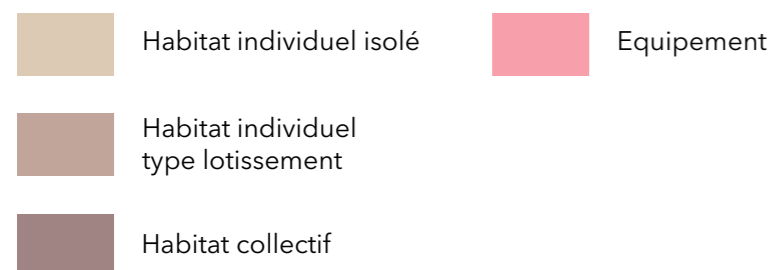 Habitat individuel isolé
Equipement
Habitat individuel
type lotissement
Habitat collectif